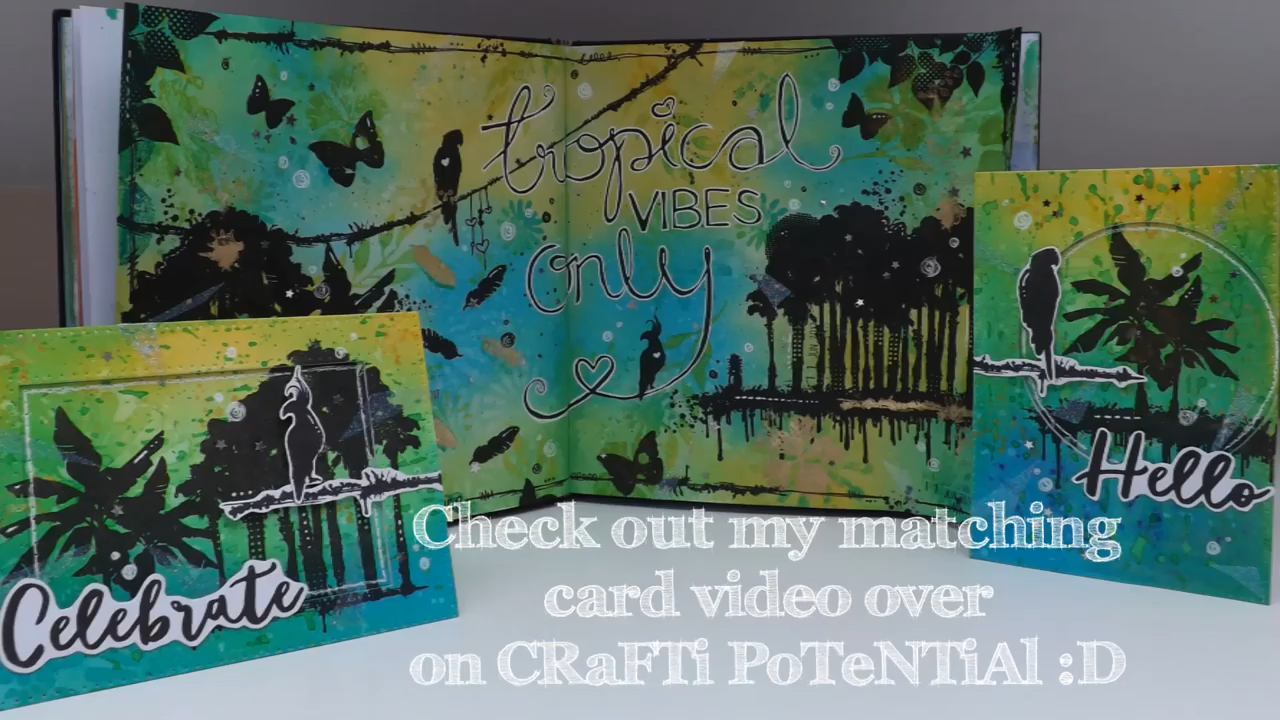 tropical
VIBES
only
Hello
Celebrate
Check out my matching
card video over
on CRaFTi PoTeNTiAl :D